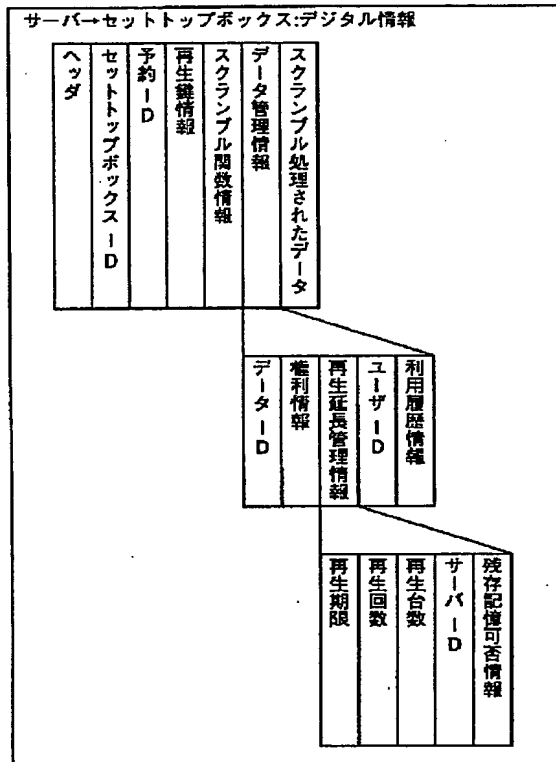 サーバ→セットトップボックス:デジタル情報
ヘッダ
セットトップボックスID
予約ID
再生鍵情報
スクランブル関数情報
データ管理情報
スクランブル処理されたデータ
データID
権利情報
再生延長管理情報
ユーザID
利用履歴情報
再生期限
再生回数
再生台数
サーバID
残存記憶可否情報